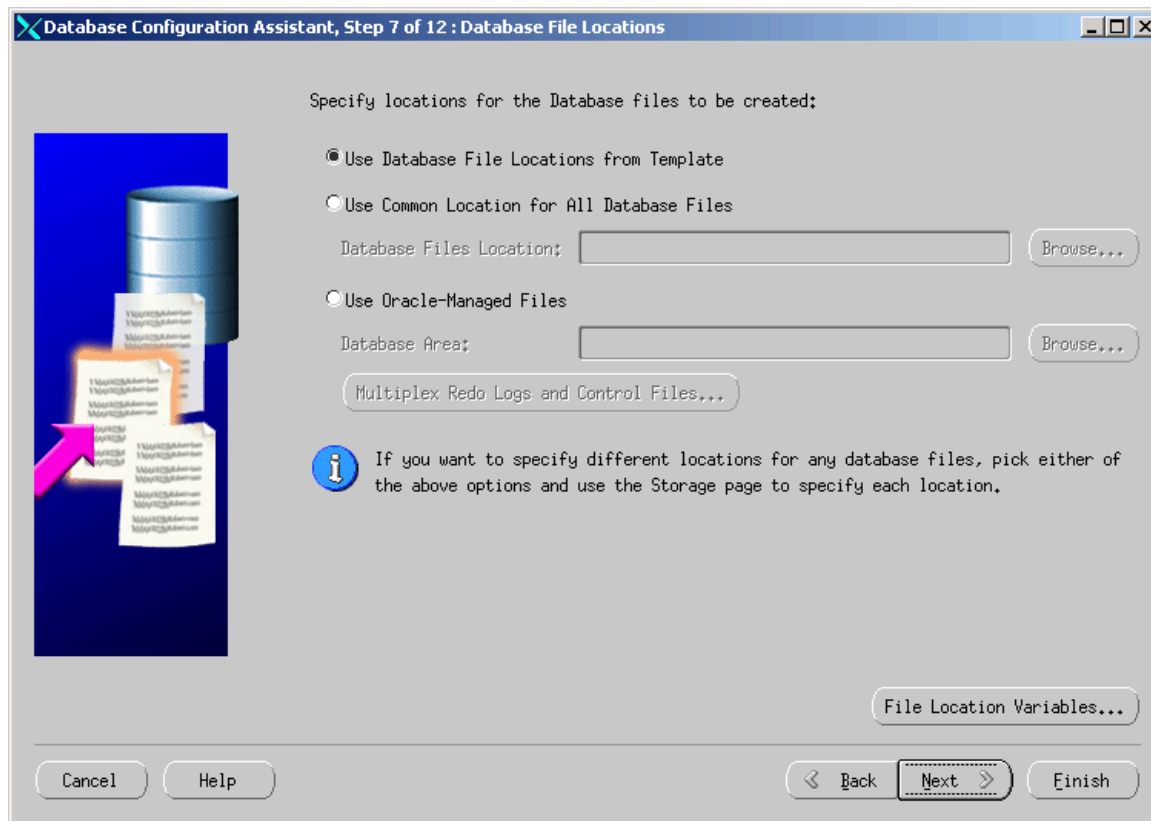 Database Configuration Assistant, Step 7 of 12 : Database File Locations
Specify locations for the Database files to be created:
Use Database File Locations from Template
Use Common Location for All Database Files
Database Files Location:
Browse...
Use Oracle-Managed Files
Database Area:
Browse...
Multiplex Redo Logs and Control Files...
If you want to specify different locations for any database files, pick either of
the above options and use the Storage page to specify each location.
File Location Variables...
Cancel
Help
Back
Next
Finish